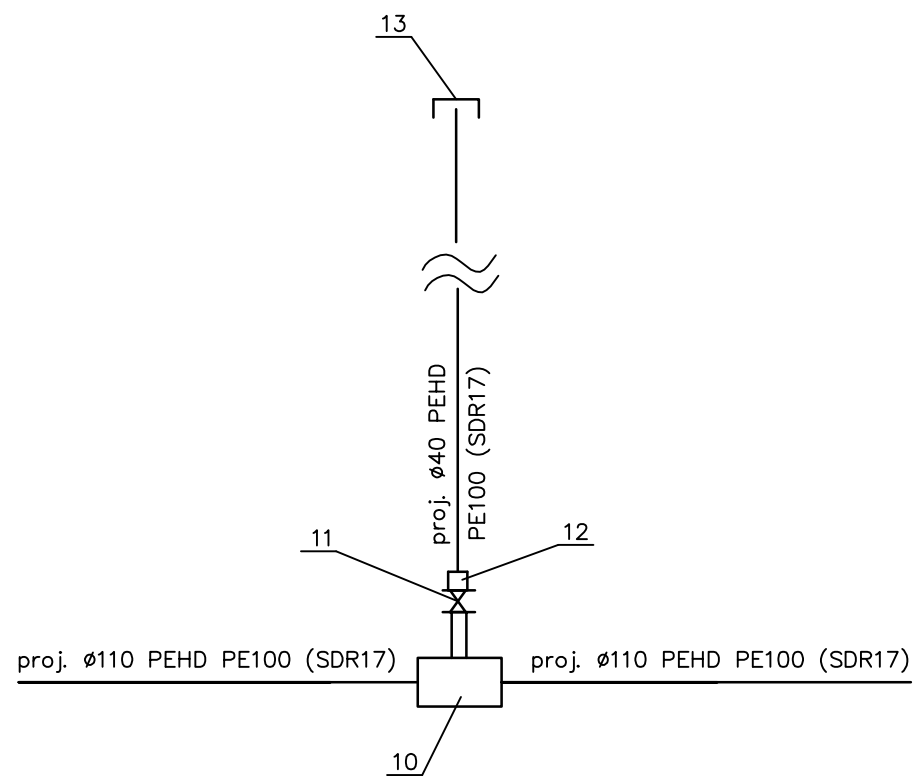 13
proj. ø40 PEHD
PE100 (SDR17)
11
12
proj. ø110 PEHD PE100 (SDR17)
proj. ø110 PEHD PE100 (SDR17)
10